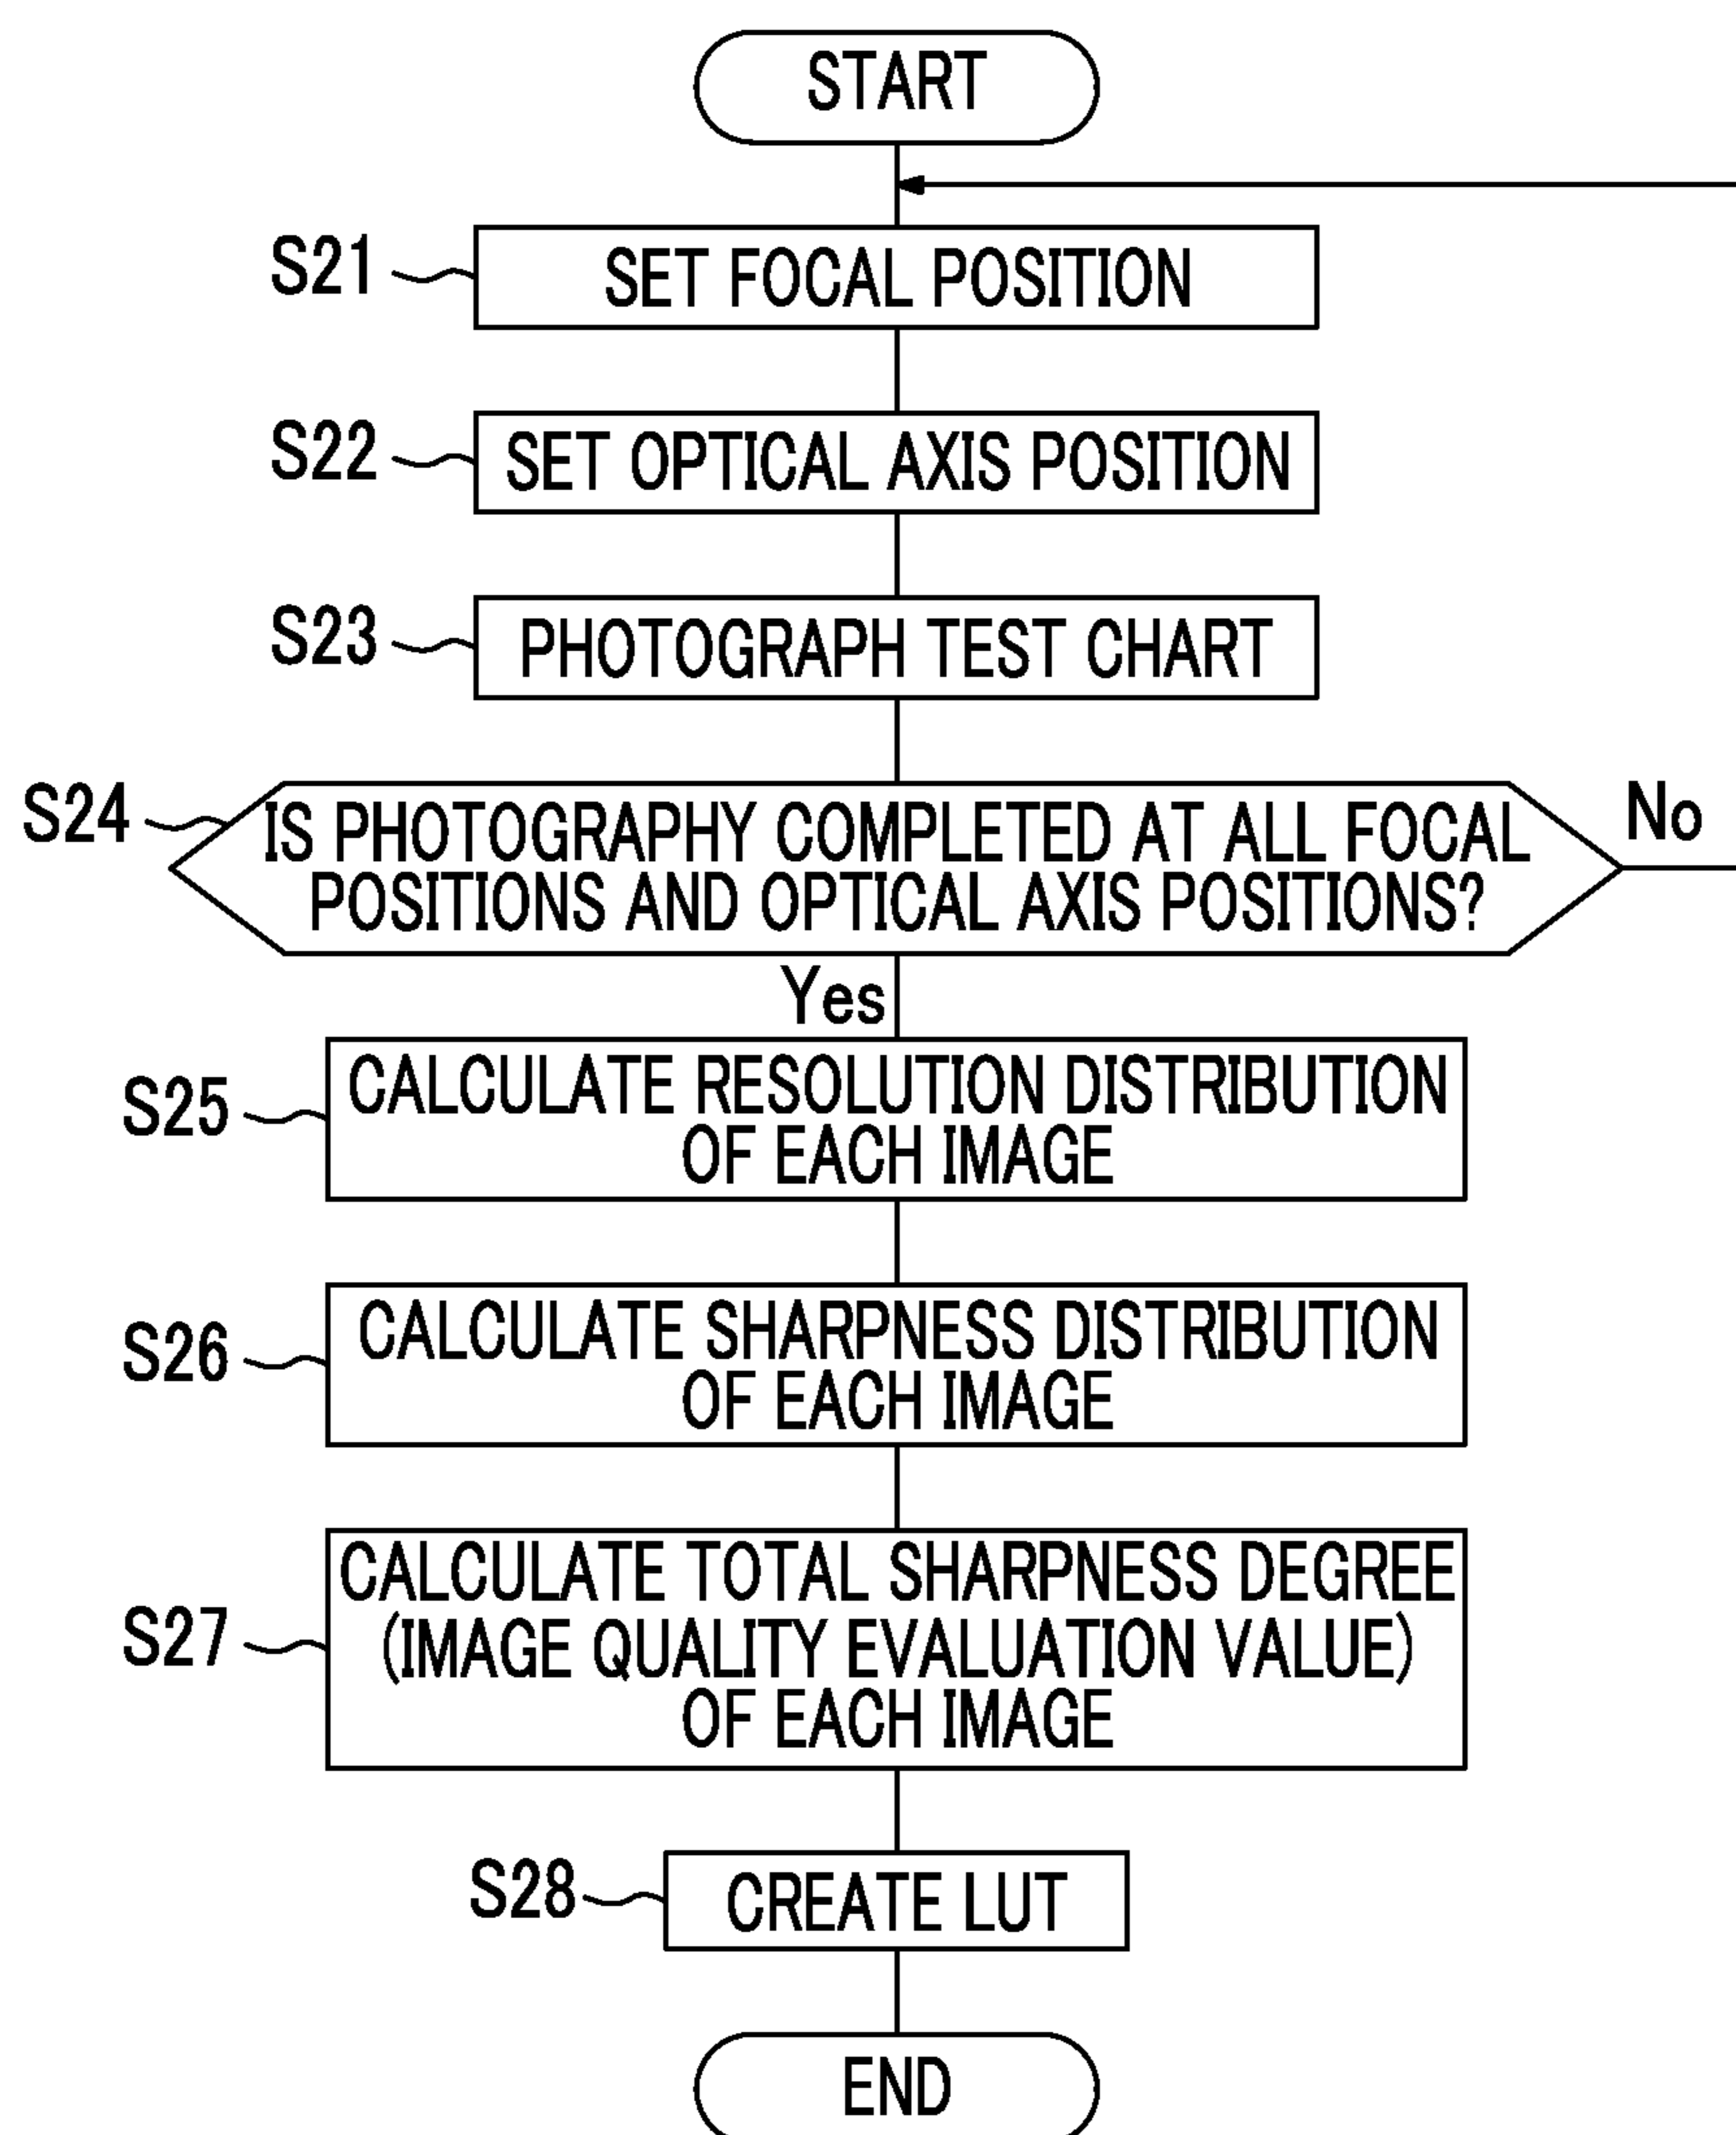 START
S21
SET FOCAL POSITION
S22
SET OPTICAL AXIS POSITION
S23
PHOTOGRAPH TEST CHART
S24
IS PHOTOGRAPHY COMPLETED AT ALL FOCAL
POSITIONS AND OPTICAL AXIS POSITIONS?
No
Yes
S25
CALCULATE RESOLUTION DISTRIBUTION
OF EACH IMAGE
S26
CALCULATE SHARPNESS DISTRIBUTION
OF EACH IMAGE
S27
CALCULATE TOTAL SHARPNESS DEGREE
(IMAGE QUALITY EVALUATION VALUE)
OF EACH IMAGE
S28
CREATE LUT
END